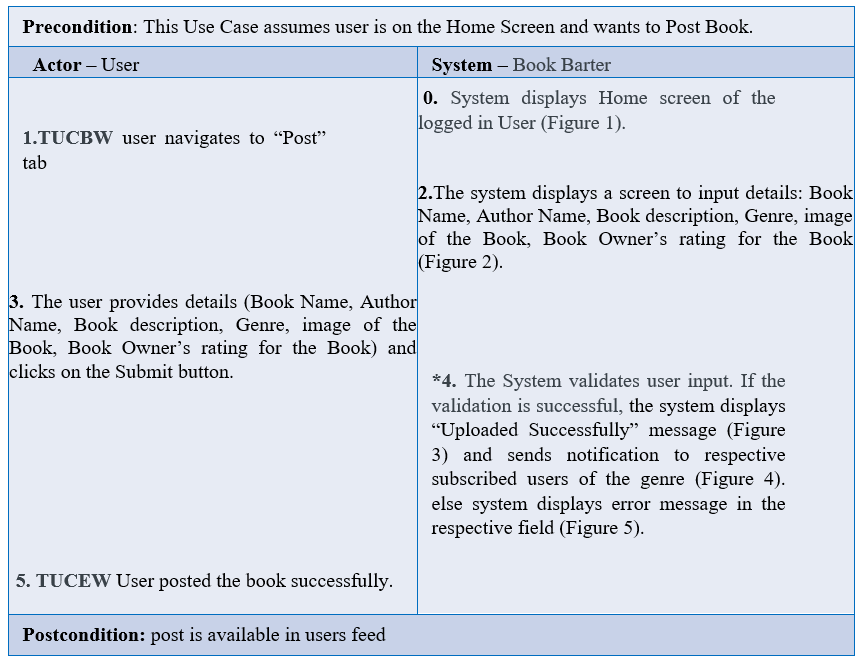 Precondition: This Use Case assumes user is on the Home Screen and wants to Post Book.
Actor – User
System – Book Barter
0. System displays Home screen of the
logged in User (Figure 1).
1.TUCBW user navigates to “Post”
tab
2.The system displays a screen to input details: Book
Name, Author Name, Book description, Genre, image
of the Book, Book Owner’s rating for the Book
(Figure 2).
3. The user provides details (Book Name, Author
Name, Book description, Genre, image of the
Book, Book Owner’s rating for the Book) and
clicks on the Submit button.
*4. The System validates user input. If the
validation is successful, the system displays
“Uploaded Successfully” message (Figure
3) and sends notification to respective
subscribed users of the genre (Figure 4).
else system displays error message in the
respective field (Figure 5).
5. TUCEW User posted the book successfully.
Postcondition: post is available in users feed